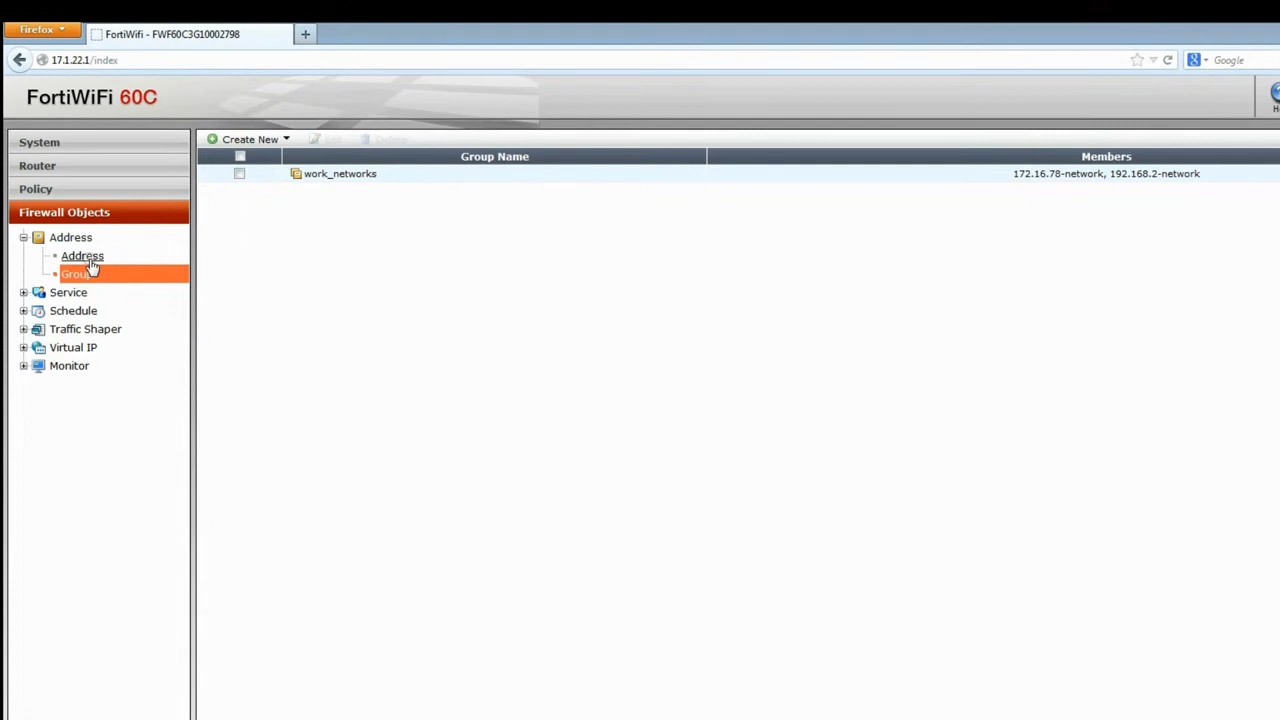 Firefox
FortiWifi - FWF60C3G10002798
17.1.22.1/index
Google
FortiWiFi 60C
System
Router
Policy
Firewall Objects
Address
Address
Service
Schedule
Traffic Shaper
Virtual IP
Monitor
Create New
Edit
Delete
Group Name
Members
work_networks
172.16.78-network, 192.168.2-network